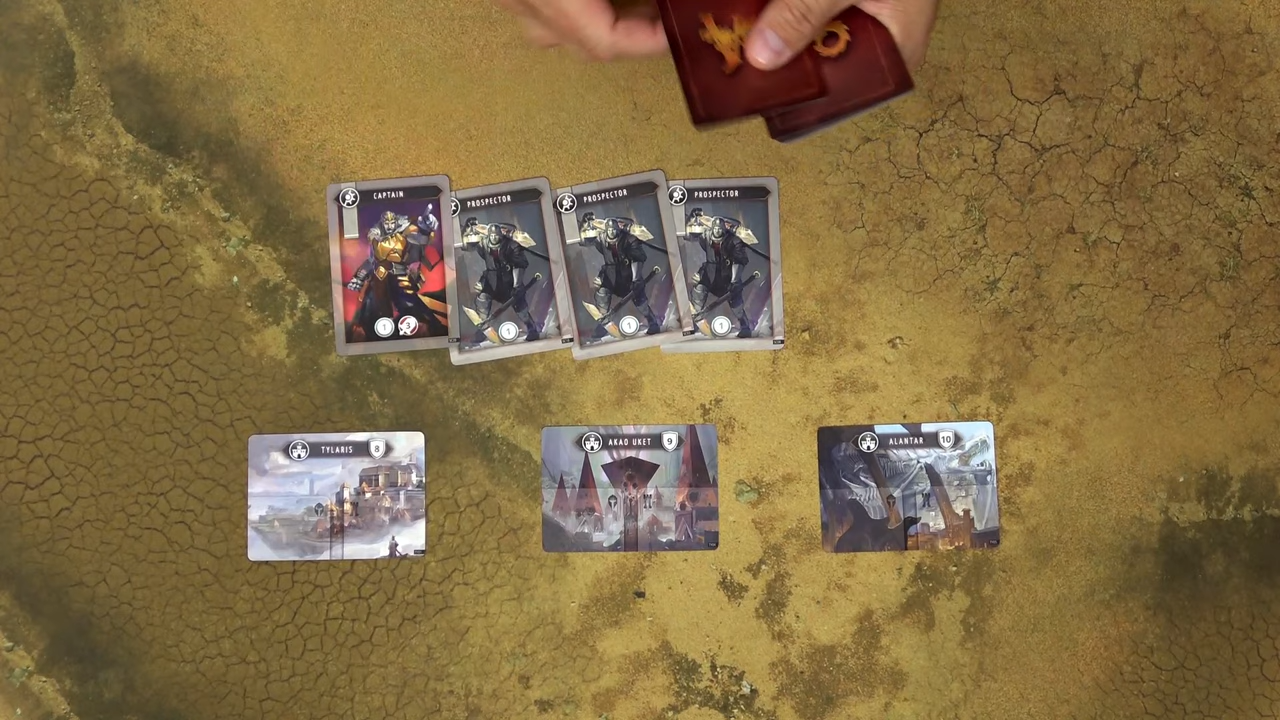 CAPTAIN
1 3
PROSPECTOR
1
PROSPECTOR
1
PROSPECTOR
1
TYLARIS 8
AKAO UKET 9
ALANTAR 10